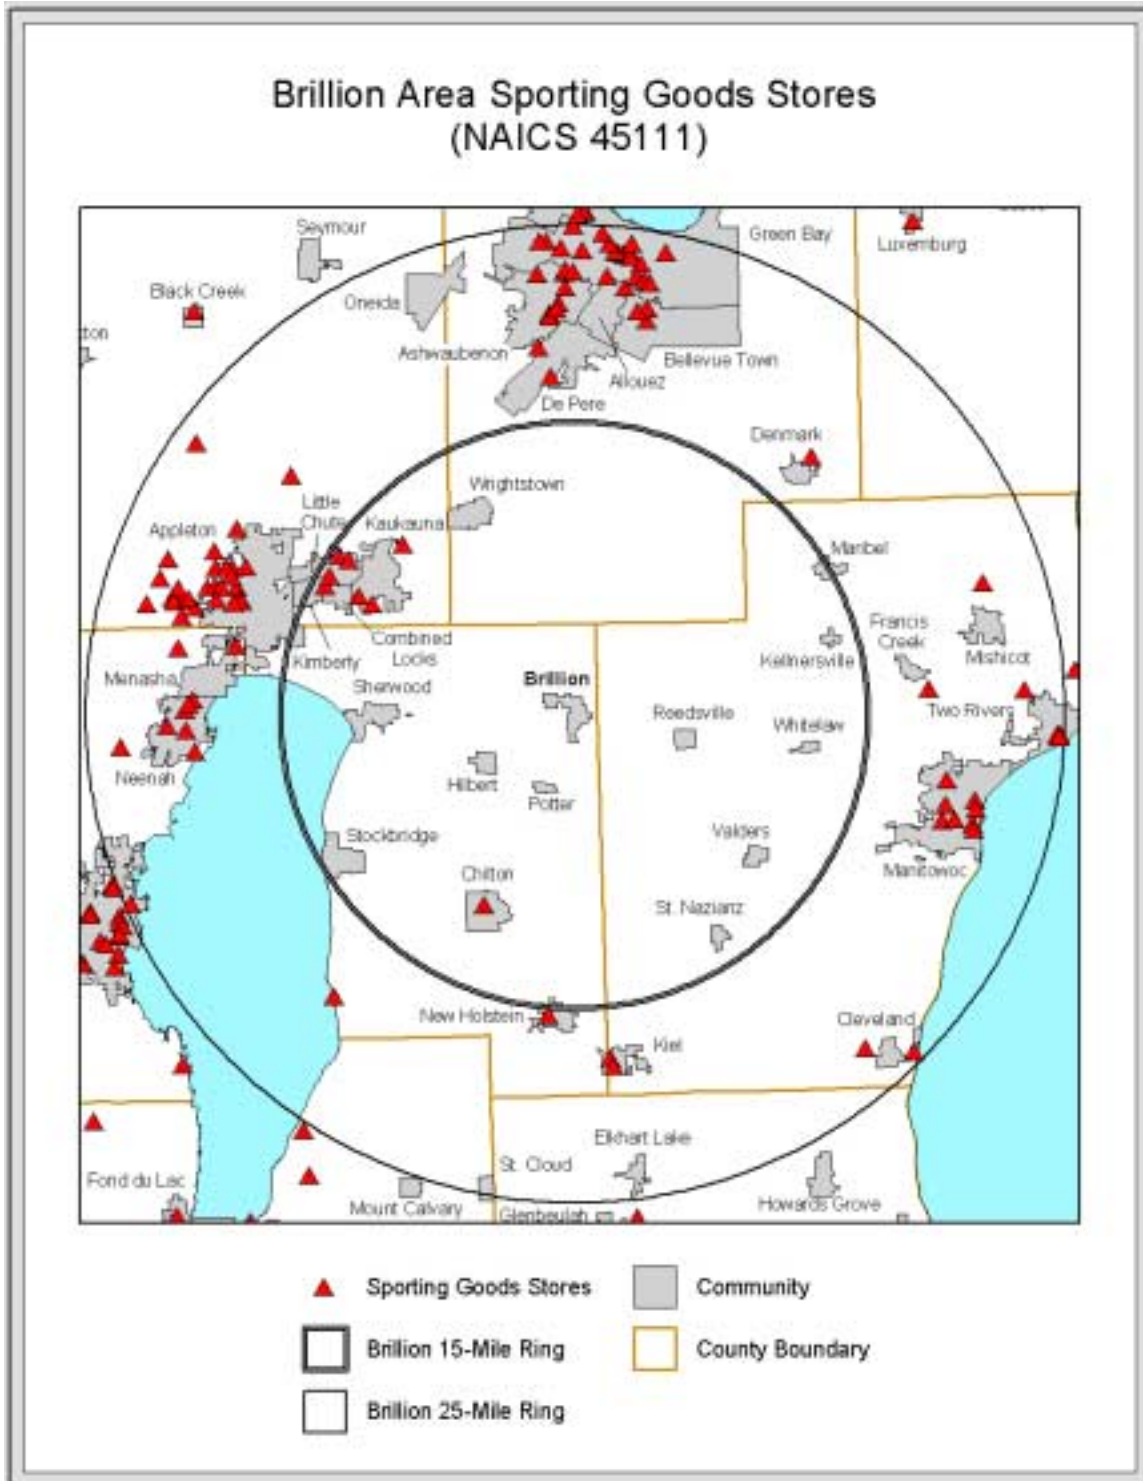 Brillion Area Sporting Goods Stores
(NAICS 45111)
Seymour
Green Bay
Luxemburg
Black Creek
Oneida
Ashwaubenon
Bellevue Town
Allouez
De Pere
Denmark
Wrightstown
Little
Chute
Kaukauna
Appleton
Maribel
Francis
Creek
Mishicot
Combined
Locks
Kimberly
Kellnersville
Menasha
Sherwood
Brillion
Reedsville
Whitelaw
Two Rivers
Neenah
Hilbert
Potter
Stockbridge
Valders
Manitowoc
Chilton
St. Nazianz
New Holstein
Cleveland
Kiel
Elkhart Lake
St. Cloud
Fond du Lac
Mount Calvary
Glenbeulah
Howards Grove
Sporting Goods Stores
Community
Brillion 15-Mile Ring
County Boundary
Brillion 25-Mile Ring